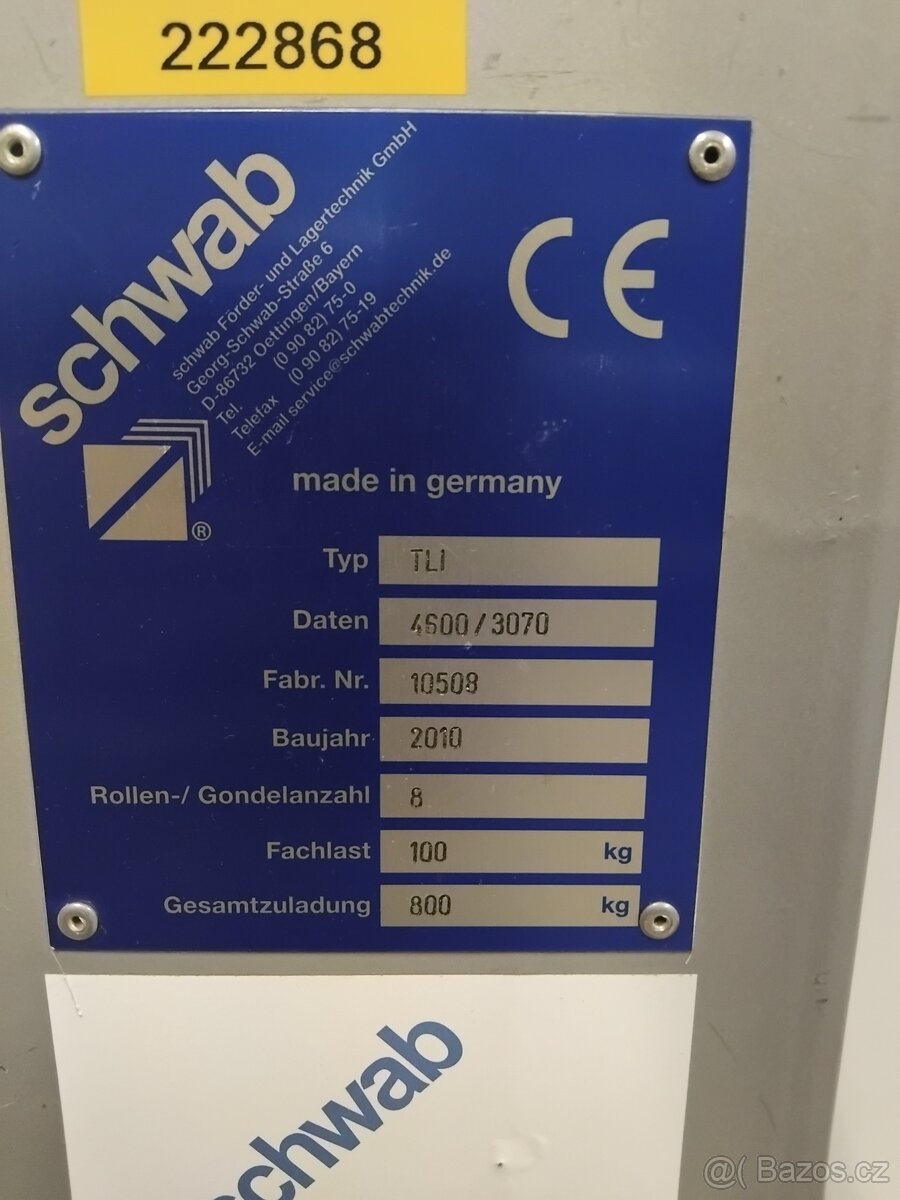 222868
schwab
schwab Förder- und Lagertechnik GmbH
Georg-Schwab-Straße 6
D-86732 Oettingen/Bayern
Tel. (0 90 82) 75-0
Telefax (0 90 82) 75-19
E-mail service@schwabtechnik.de
®
CE
made in germany
Typ TLI
Daten 4600/3070
Fabr. Nr. 10508
Baujahr 2010
Rollen-/ Gondelanzahl 8
Fachlast 100 kg
Gesamtzuladung 800 kg
schwab
@( Bazos.cz